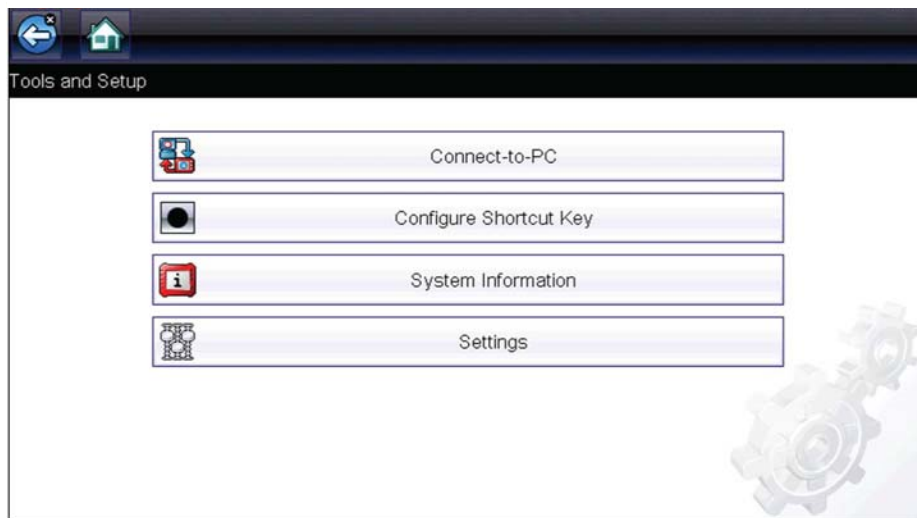 Tools and Setup
Connect-to-PC
Configure Shortcut Key
System Information
Settings